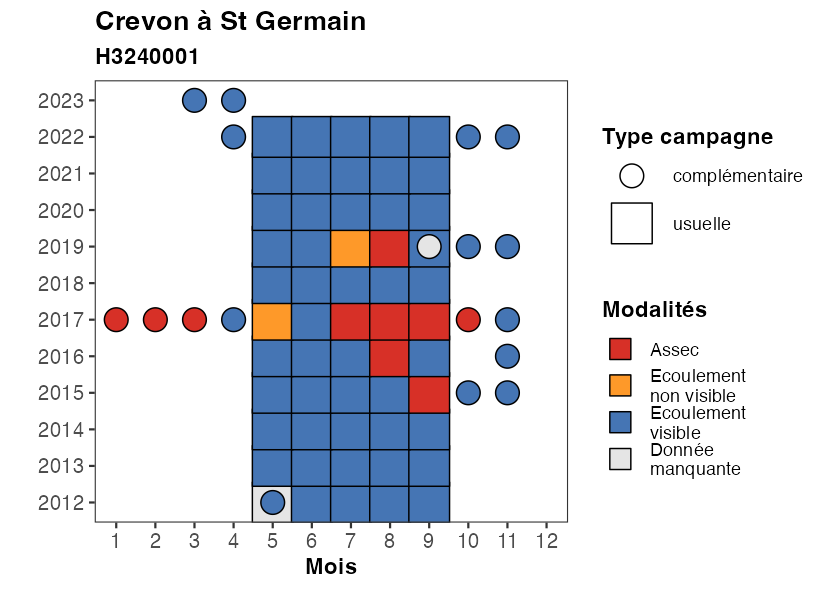 Crevon à St Germain
H3240001
2023
2022
2021
2020
2019
2018
2017
2016
2015
2014
2013
2012
1 2 3 4 5 6 7 8 9 10 11 12
Mois
Type campagne
complémentaire
usuelle
Modalités
Assec
Ecoulement
non visible
Ecoulement
visible
Donnée
manquante